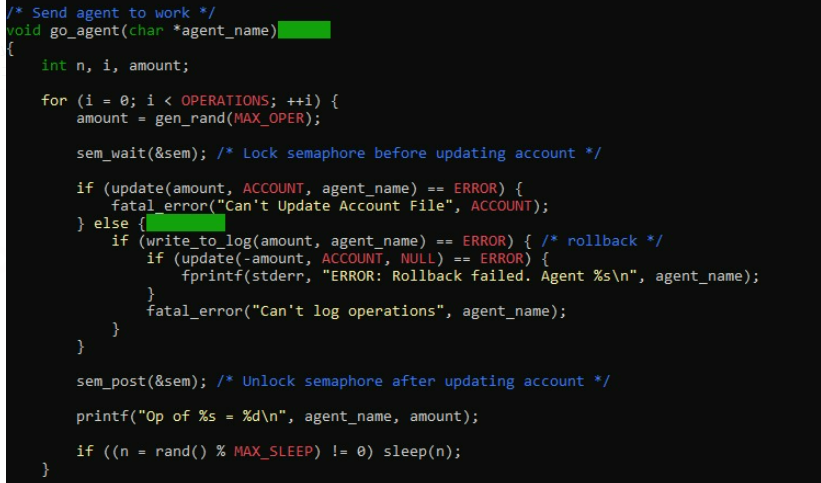 /* Send agent to work */
void go_agent(char *agent_name)
{
    int n, i, amount;

    for (i = 0; i < OPERATIONS; ++i) {
        amount = gen_rand(MAX_OPER);

        sem_wait(&sem); /* Lock semaphore before updating account */

        if (update(amount, ACCOUNT, agent_name) == ERROR) {
            fatal_error("Can't Update Account File", ACCOUNT);
        } else {
            if (write_to_log(amount, agent_name) == ERROR) { /* rollback */
                if (update(-amount, ACCOUNT, NULL) == ERROR) {
                    fprintf(stderr, "ERROR: Rollback failed. Agent %s\n", agent_name);
                }
                fatal_error("Can't log operations", agent_name);
            }
        }

        sem_post(&sem); /* Unlock semaphore after updating account */

        printf("Op of %s = %d\n", agent_name, amount);

        if ((n = rand() % MAX_SLEEP) != 0) sleep(n);
    }